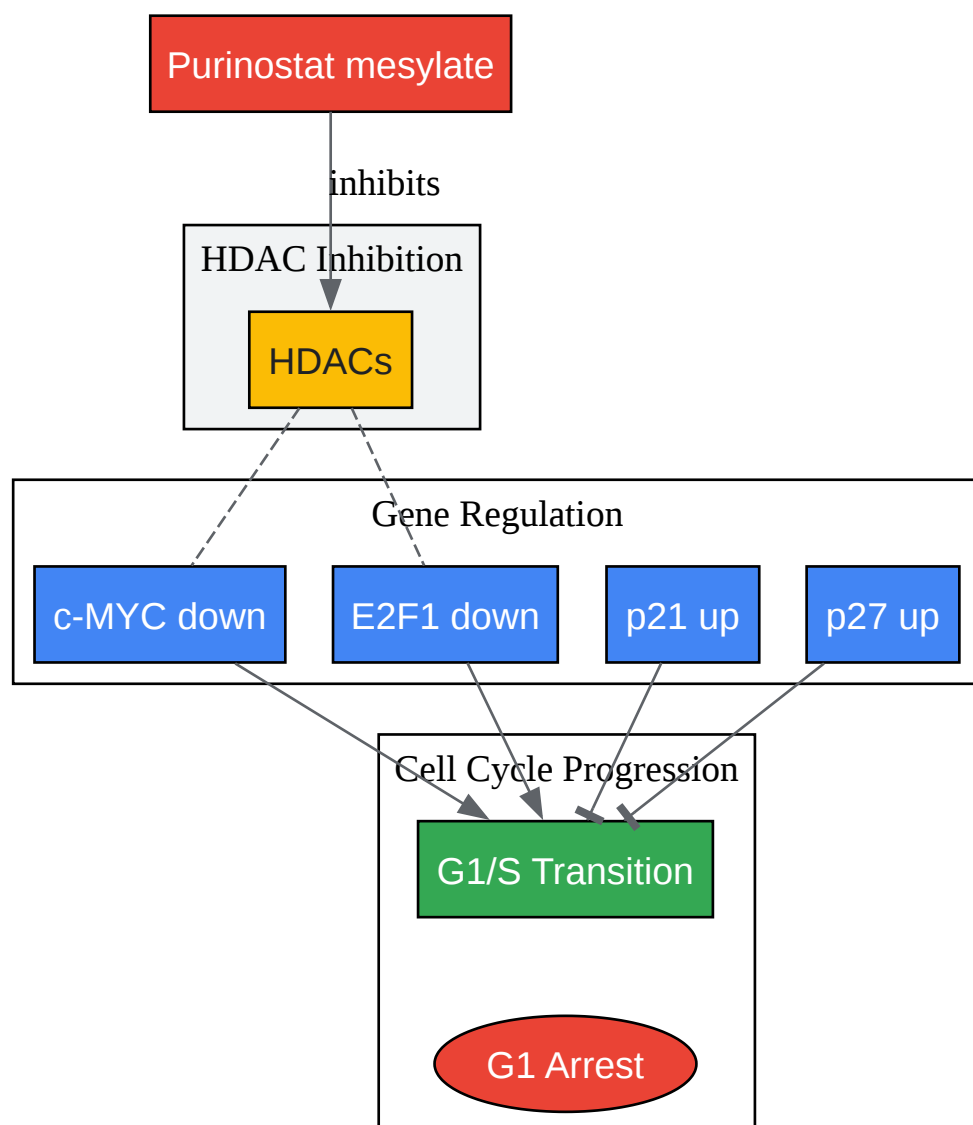 Purinostat mesylate
inhibits
HDAC Inhibition
HDACs
Gene Regulation
c-MYC down
E2F1 down
p21 up
p27 up
Cell Cycle Progression
G1/S Transition
G1 Arrest